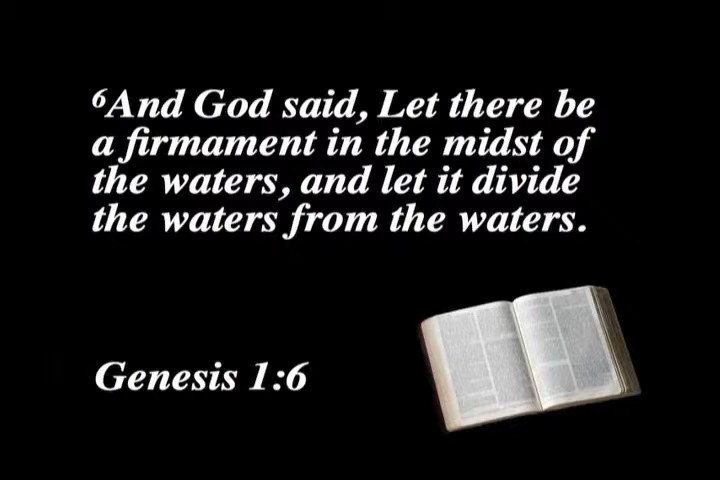 ⁶And God said, Let there be
a firmament in the midst of
the waters, and let it divide
the waters from the waters.
Genesis 1:6